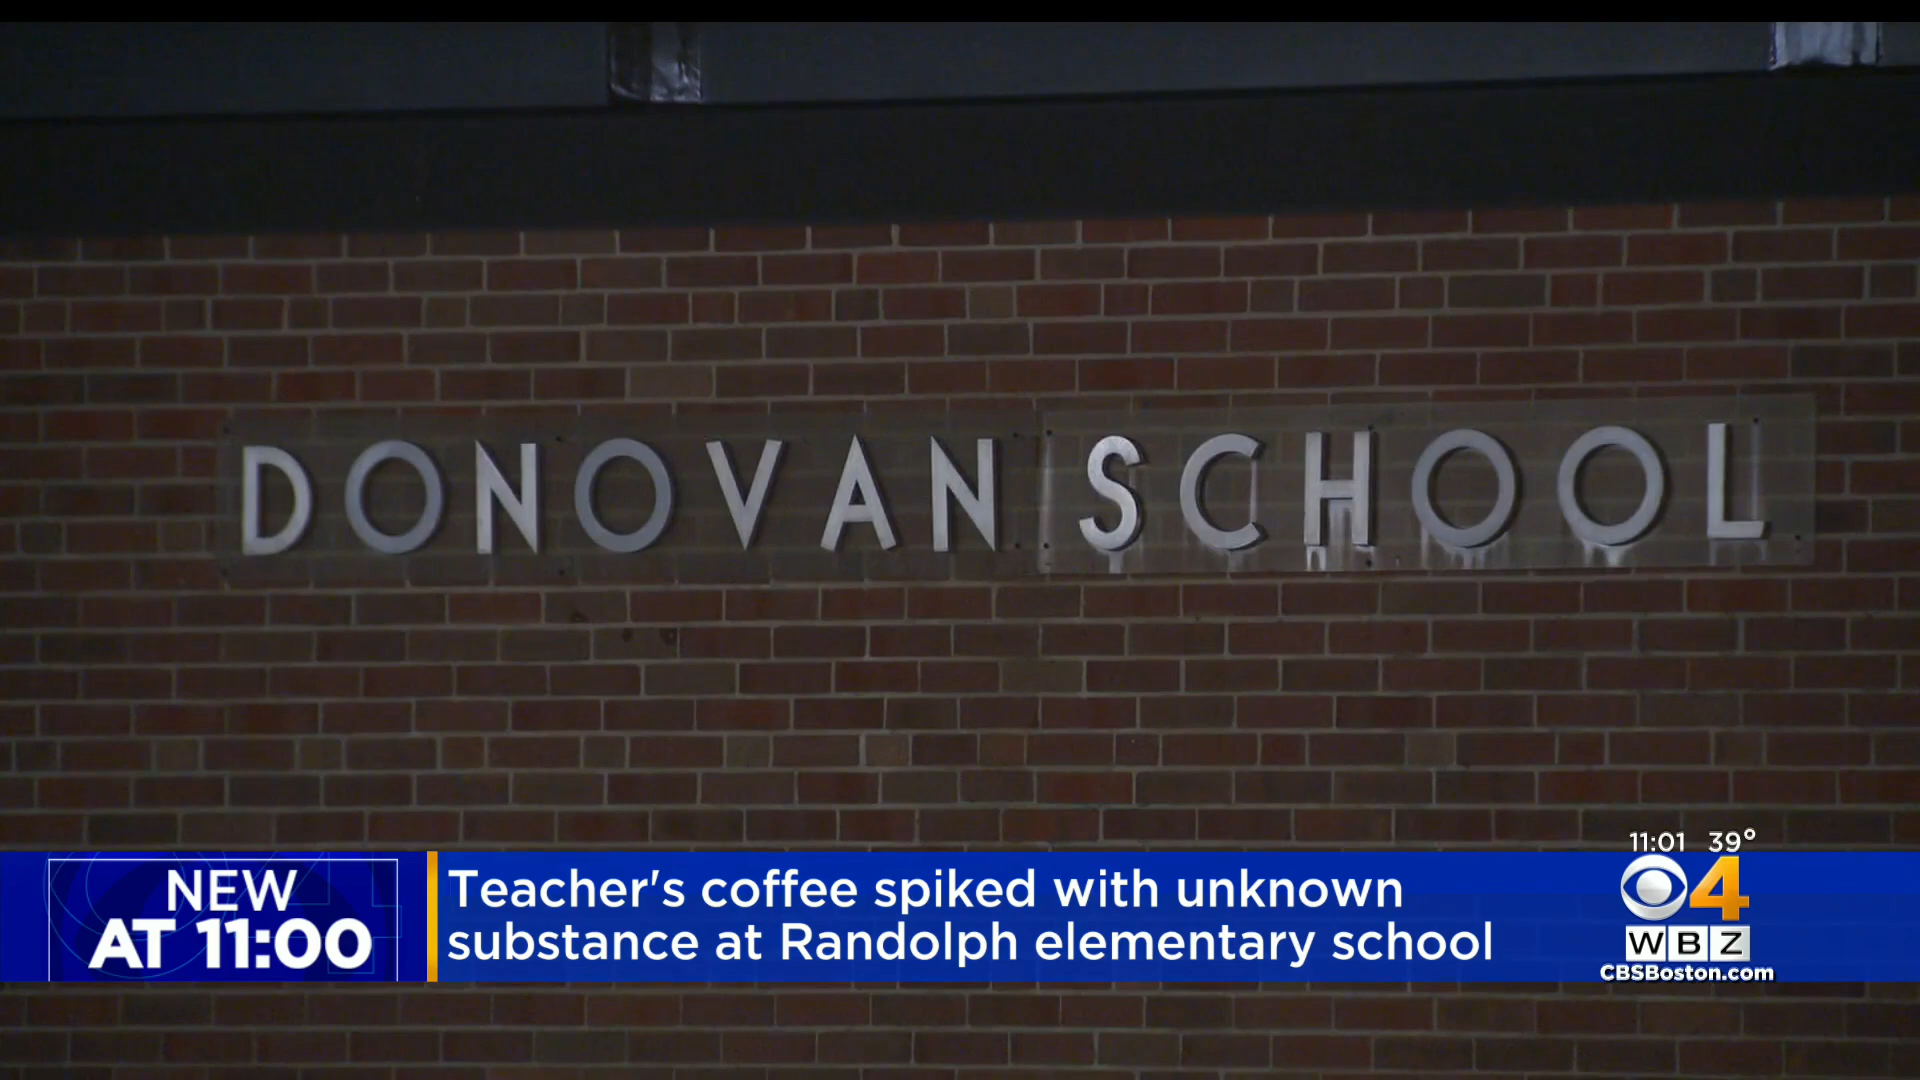 DONOVAN SCHOOL
11:01 39°
NEW
AT 11:00
Teacher's coffee spiked with unknown
substance at Randolph elementary school
4
WBZ
CBSBoston.com